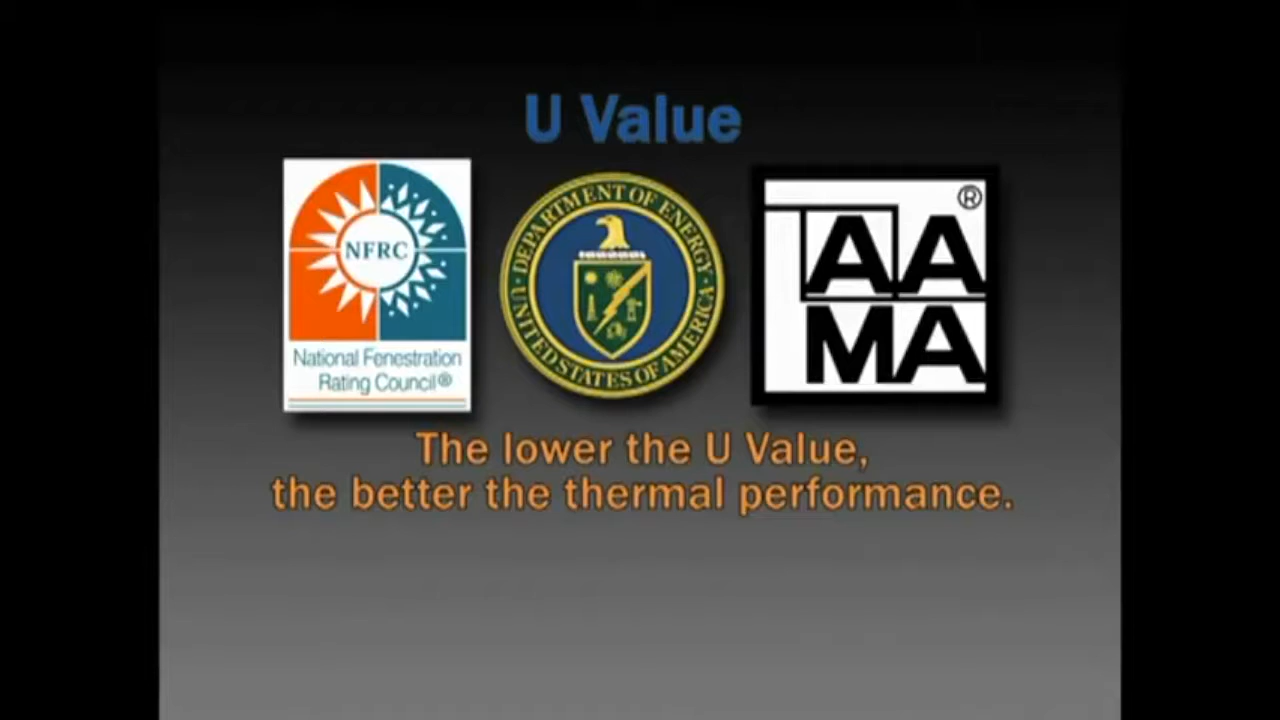 U Value
NFRC
National Fenestration
Rating Council®
DEPARTMENT OF ENERGY
UNITED STATES OF AMERICA
®
AA
MA
The lower the U Value,
the better the thermal performance.